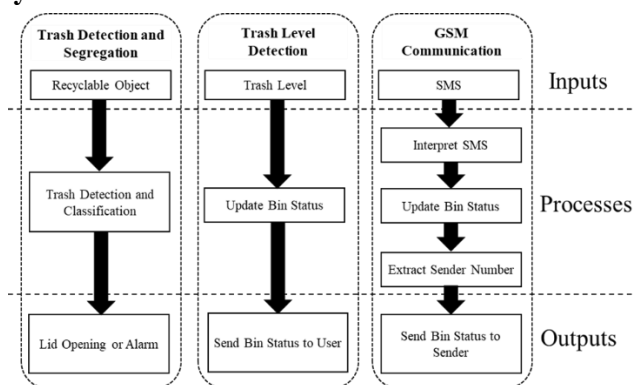 Trash Detection and
Segregation
Recyclable Object
Trash Detection and
Classification
Lid Opening or Alarm
Trash Level
Detection
Trash Level
Update Bin Status
Send Bin Status to User
GSM
Communication
SMS
Interpret SMS
Update Bin Status
Extract Sender Number
Send Bin Status to
Sender
Inputs
Processes
Outputs